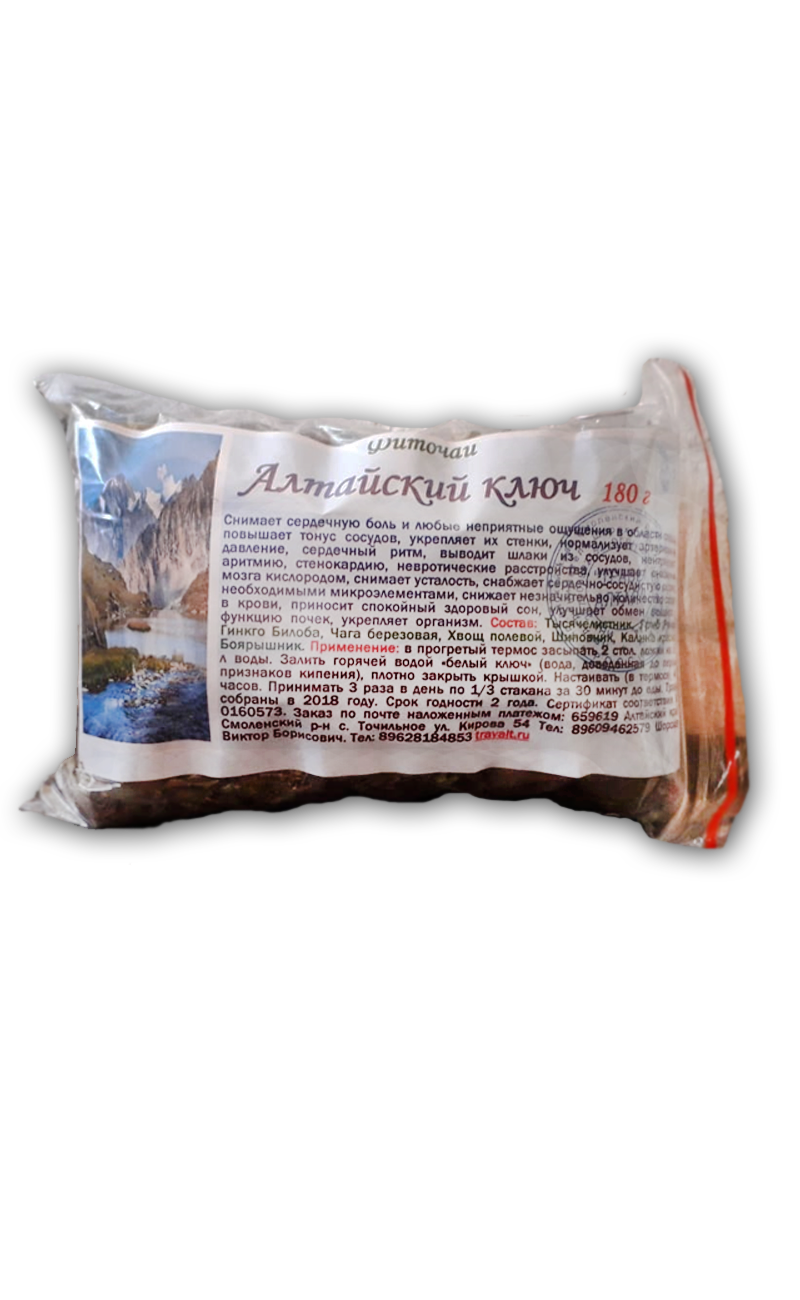 Фиточай
Алтайский ключ 180 г
Снимает сердечную боль и любые неприятные ощущения в области
повышает тонус сосудов, укрепляет их стенки, нормализует
давление, сердечный ритм, выводит шлаки из сосудов,
аритмию, стенокардию, невротические расстройства, улучшает
мозга кислородом, снимает усталость, снабжает сердечно-сосудистую
необходимыми микроэлементами, снижает незначительно количество
в крови, приносит спокойный здоровый сон, улучшает обмен
функцию почек, укрепляет организм. Состав: Тысячелистник,
Гинкго Билоба, Чага березовая, Хвощ полевой, Шиповник, Калина
Боярышник. Применение: в прогретый термос засыпать 2 стол.
л воды. Залить горячей водой «белый ключ» (вода, доведенная до
признаков кипения), плотно закрыть крышкой. Настаивать (в термосе)
часов. Принимать 3 раза в день по 1/3 стакана за 30 минут до еды.
собраны в 2018 году. Срок годности 2 года. Сертификат соответствия
0160573. Заказ по почте наложенным платежом: 659619 Алтайский
Смоленский р-н с. Точильное ул. Кирова 54 Тел: 89609462579
Виктор Борисович. Тел: 89628184853 travalt.ru